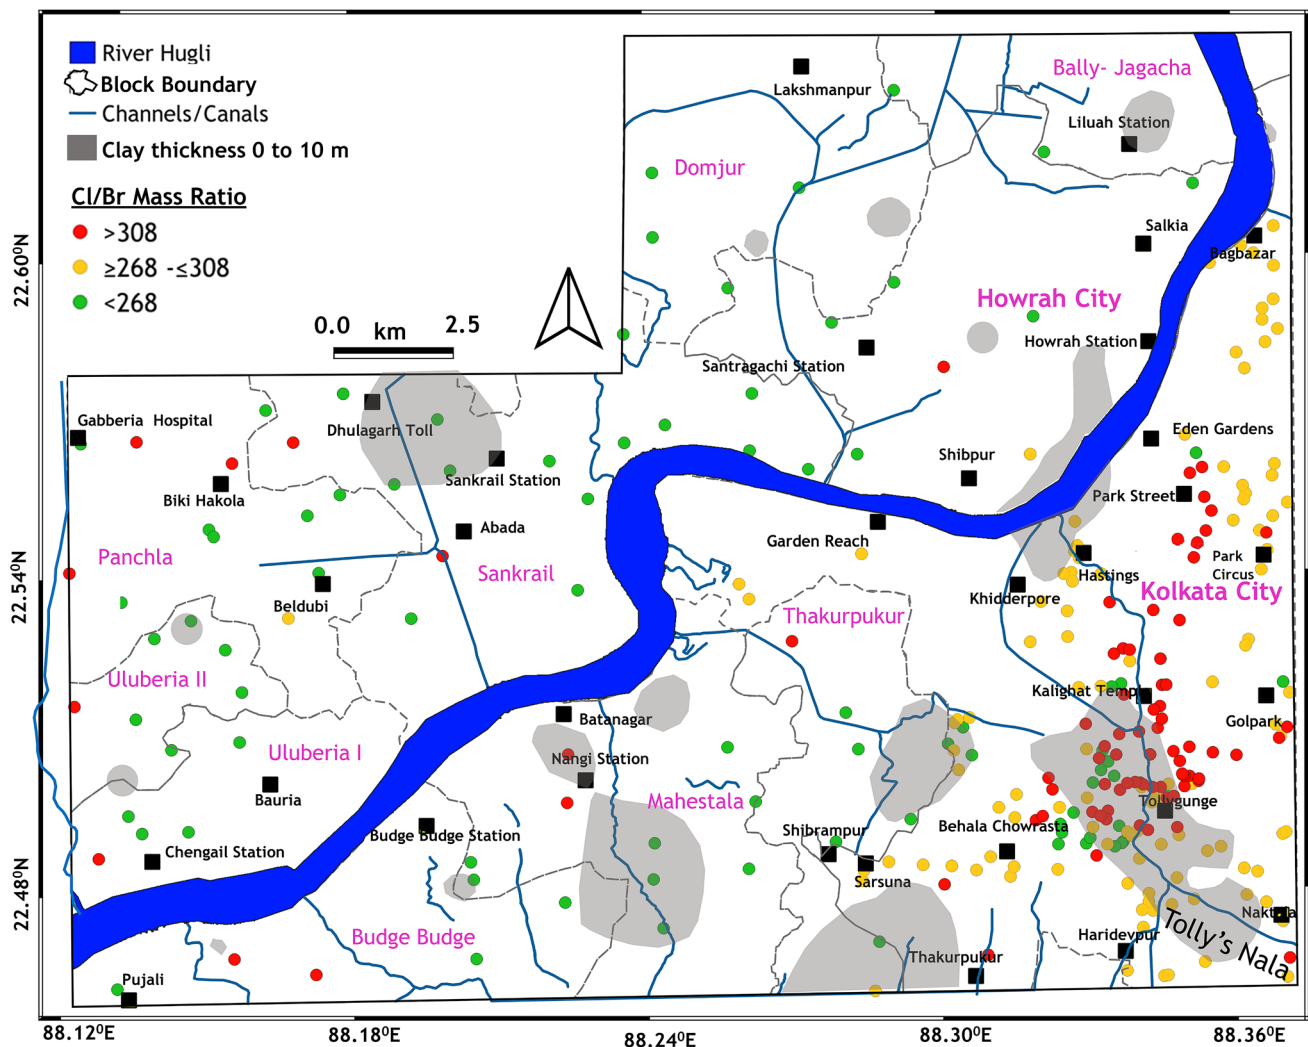 River Hugli
Block Boundary
Channels/Canals
Clay thickness 0 to 10 m
Cl/Br Mass Ratio
>308
≥268 -≤308
<268
0.0 km 2.5
22.60⁰N
22.54⁰N
22.48⁰N
88.12⁰E
88.18⁰E
88.24⁰E
88.30⁰E
88.36⁰E
Bally- Jagacha
Lakshmanpur
Liluah Station
Domjur
Salkia
Bagbazar
Howrah City
Howrah Station
Santragachi Station
Gabberia Hospital
Dhulagarh Toll
Eden Gardens
Shibpur
Sankrail Station
Biki Hakola
Park Street
Abada
Garden Reach
Panchla
Park
Circus
Sankrail
Hastings
Kolkata City
Khidderpore
Beldubi
Thakurpukur
Uluberia II
Kalighat Temple
Golpark
Batanagar
Uluberia I
Nangi Station
Bauria
Mahestala
Tollygunge
Budge Budge Station
Shibrampur
Behala Chowrasta
Chengail Station
Sarsuna
Naktala
Tolly's Nala
Budge Budge
Haridevpur
Thakurpukur
Pujali